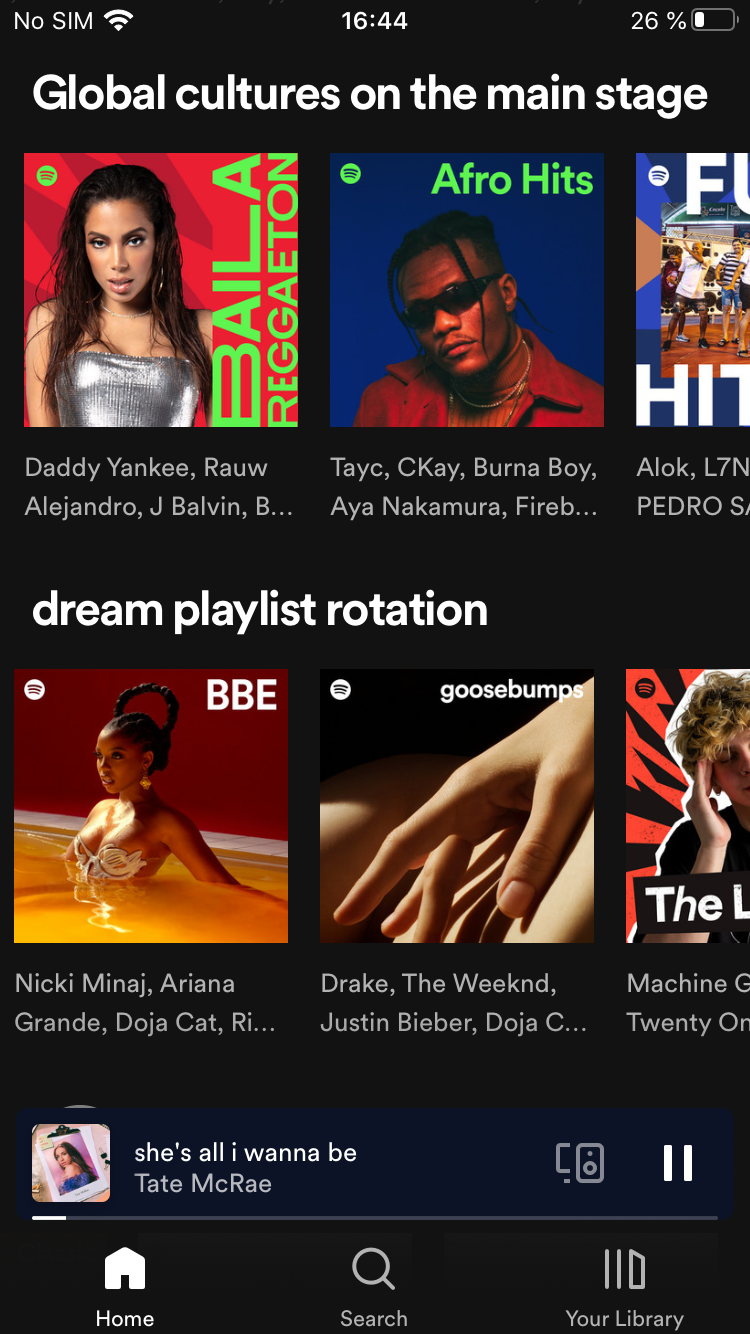 No SIM 16:44 26 %
Global cultures on the main stage
BAILA
REGGAETON
Afro Hits
FU
HIT
Daddy Yankee, Rauw
Alejandro, J Balvin, B...
Tayc, CKay, Burna Boy,
Aya Nakamura, Fireb...
Alok, L7N
PEDRO SA
dream playlist rotation
BBE
goosebumps
The L
Nicki Minaj, Ariana
Grande, Doja Cat, Ri...
Drake, The Weeknd,
Justin Bieber, Doja C...
Machine G
Twenty On
she's all i wanna be
Tate McRae
Home
Search
Your Library